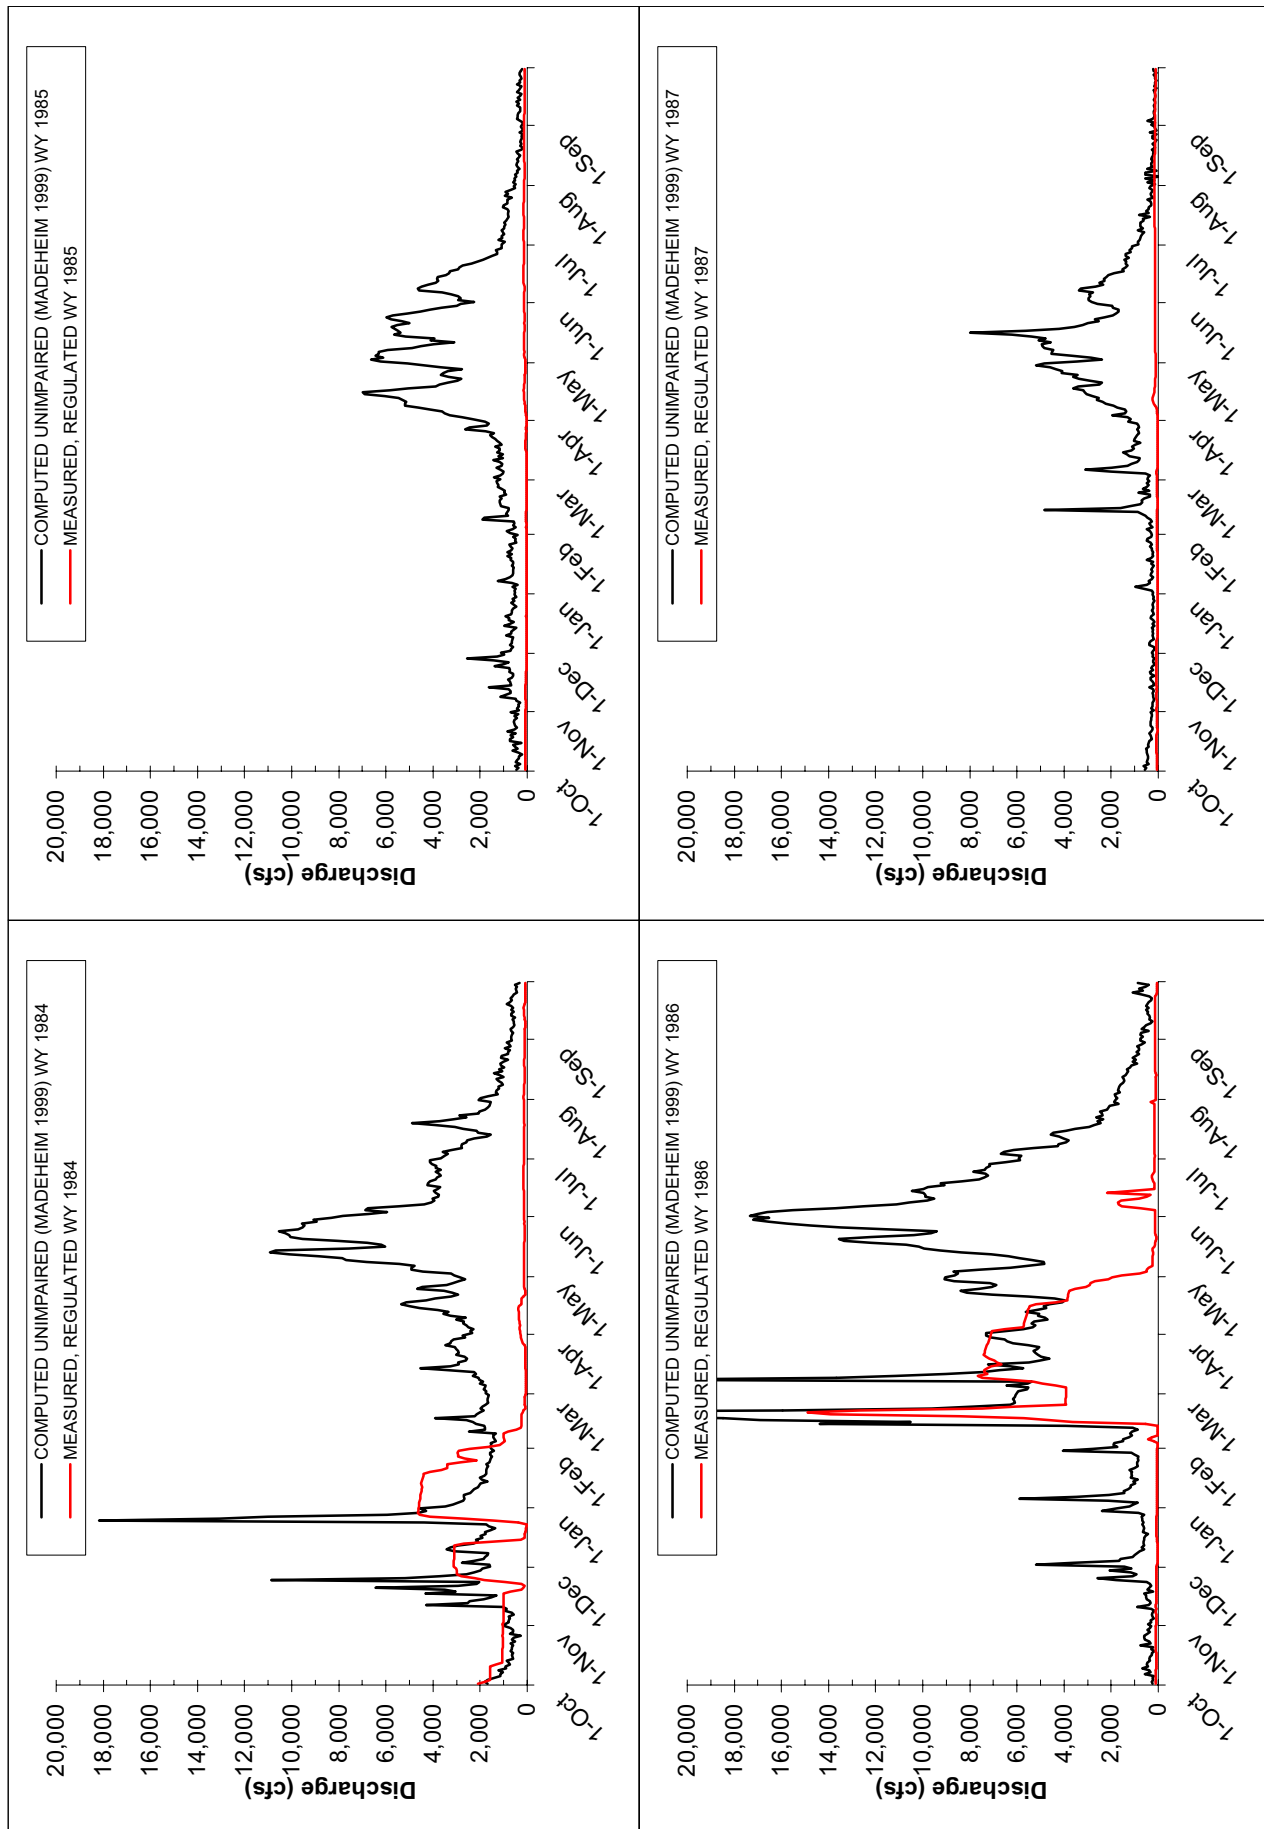 COMPUTED UNIMPAIRED (MADEHEIM 1999) WY 1984
MEASURED, REGULATED WY 1984
20,000
18,000
16,000
14,000
12,000
10,000
8,000
6,000
4,000
2,000
0
Discharge (cfs)
1-Oct
1-Nov
1-Dec
1-Jan
1-Feb
1-Mar
1-Apr
1-May
1-Jun
1-Jul
1-Aug
1-Sep
COMPUTED UNIMPAIRED (MADEHEIM 1999) WY 1985
MEASURED, REGULATED WY 1985
20,000
18,000
16,000
14,000
12,000
10,000
8,000
6,000
4,000
2,000
0
Discharge (cfs)
1-Oct
1-Nov
1-Dec
1-Jan
1-Feb
1-Mar
1-Apr
1-May
1-Jun
1-Jul
1-Aug
1-Sep
COMPUTED UNIMPAIRED (MADEHEIM 1999) WY 1986
MEASURED, REGULATED WY 1986
20,000
18,000
16,000
14,000
12,000
10,000
8,000
6,000
4,000
2,000
0
Discharge (cfs)
1-Oct
1-Nov
1-Dec
1-Jan
1-Feb
1-Mar
1-Apr
1-May
1-Jun
1-Jul
1-Aug
1-Sep
COMPUTED UNIMPAIRED (MADEHEIM 1999) WY 1987
MEASURED, REGULATED WY 1987
20,000
18,000
16,000
14,000
12,000
10,000
8,000
6,000
4,000
2,000
0
Discharge (cfs)
1-Oct
1-Nov
1-Dec
1-Jan
1-Feb
1-Mar
1-Apr
1-May
1-Jun
1-Jul
1-Aug
1-Sep